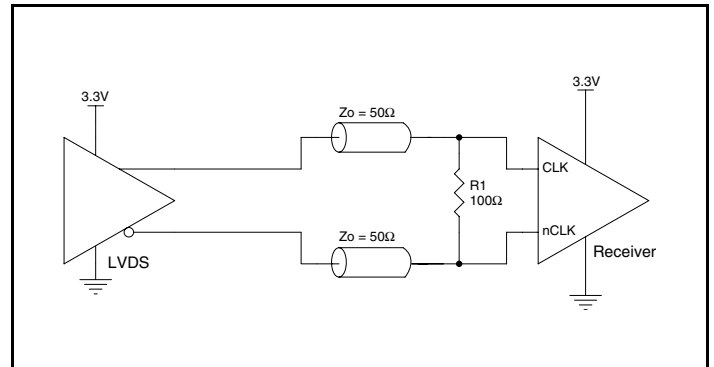 3.3V
3.3V
Zo = 50Ω
CLK
R1
100Ω
nCLK
Zo = 50Ω
Receiver
LVDS